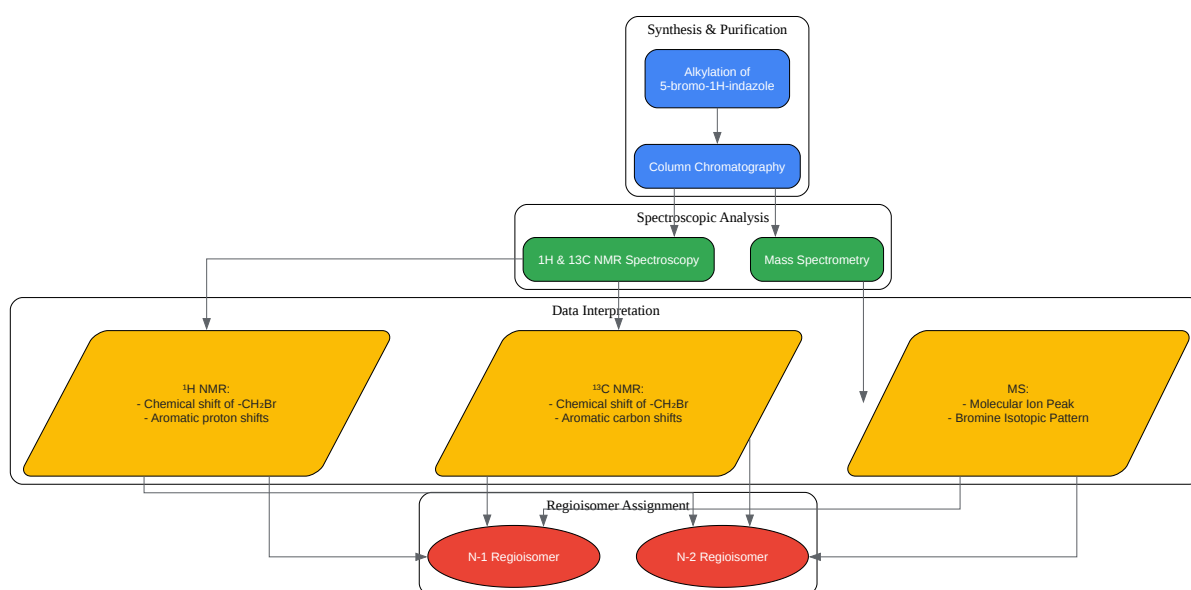 Synthesis & Purification
Alkylation of
5-bromo-1H-indazole
Column Chromatography
Spectroscopic Analysis
1H & 13C NMR Spectroscopy
Mass Spectrometry
Data Interpretation
¹H NMR:
- Chemical shift of -CH₂Br
- Aromatic proton shifts
¹³C NMR:
- Chemical shift of -CH₂Br
- Aromatic carbon shifts
MS:
- Molecular Ion Peak
- Bromine Isotopic Pattern
Regioisomer Assignment
N-1 Regioisomer
N-2 Regioisomer